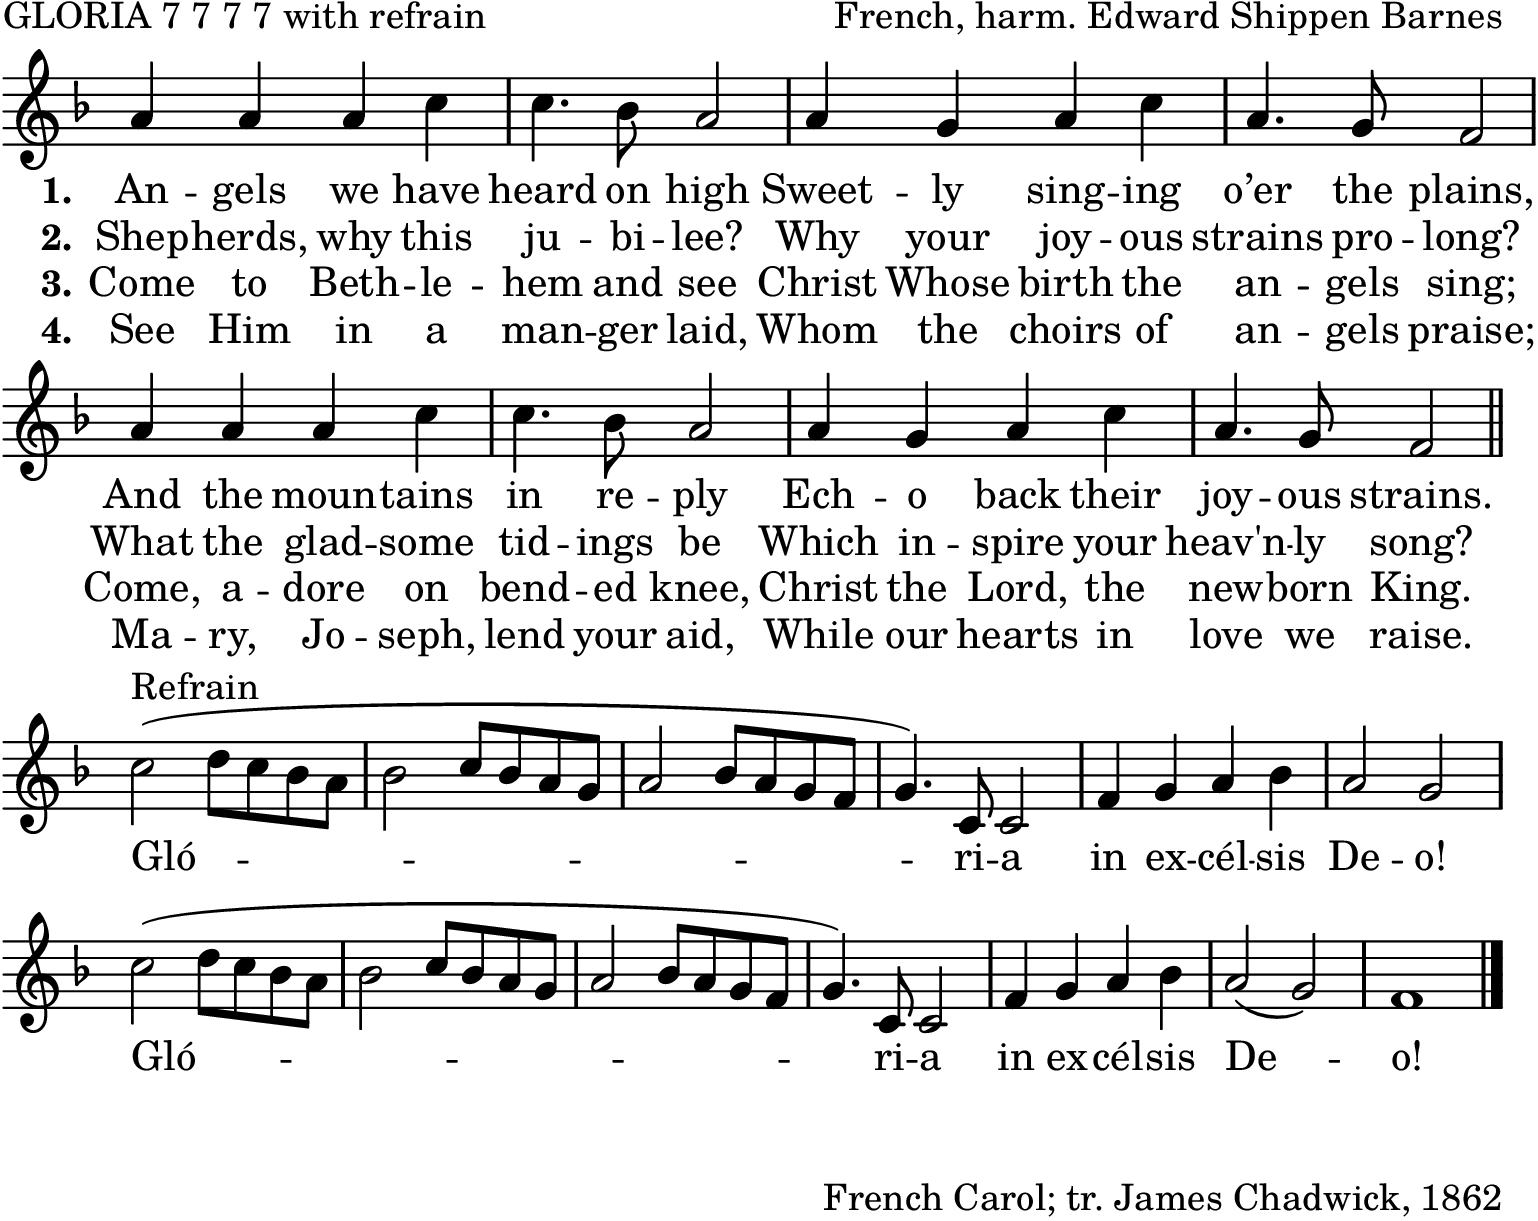 GLORIA 7 7 7 7 with refrain French, harm. Edward Shippen Barnes
1. An - gels we have heard on high Sweet - ly sing - ing o’er the plains,
2. Shepherds, why this ju - bi - lee? Why your joy - ous strains pro - long?
3. Come to Beth - le - hem and see Christ Whose birth the an - gels sing;
4. See Him in a man - ger laid, Whom the choirs of an - gels praise;
And the mountains in re - ply Ech - o back their joy - ous strains.
What the glad - some tid - ings be Which in - spire your heav'n - ly song?
Come, a - dore on bend - ed knee, Christ the Lord, the newborn King.
Ma - ry, Jo - seph, lend your aid, While our hearts in love we raise.
Refrain
Gló - - - - - ri - a in ex - cél - sis De - o!
Gló - - - - - ri - a in excélsis De - o!
French Carol; tr. James Chadwick, 1862